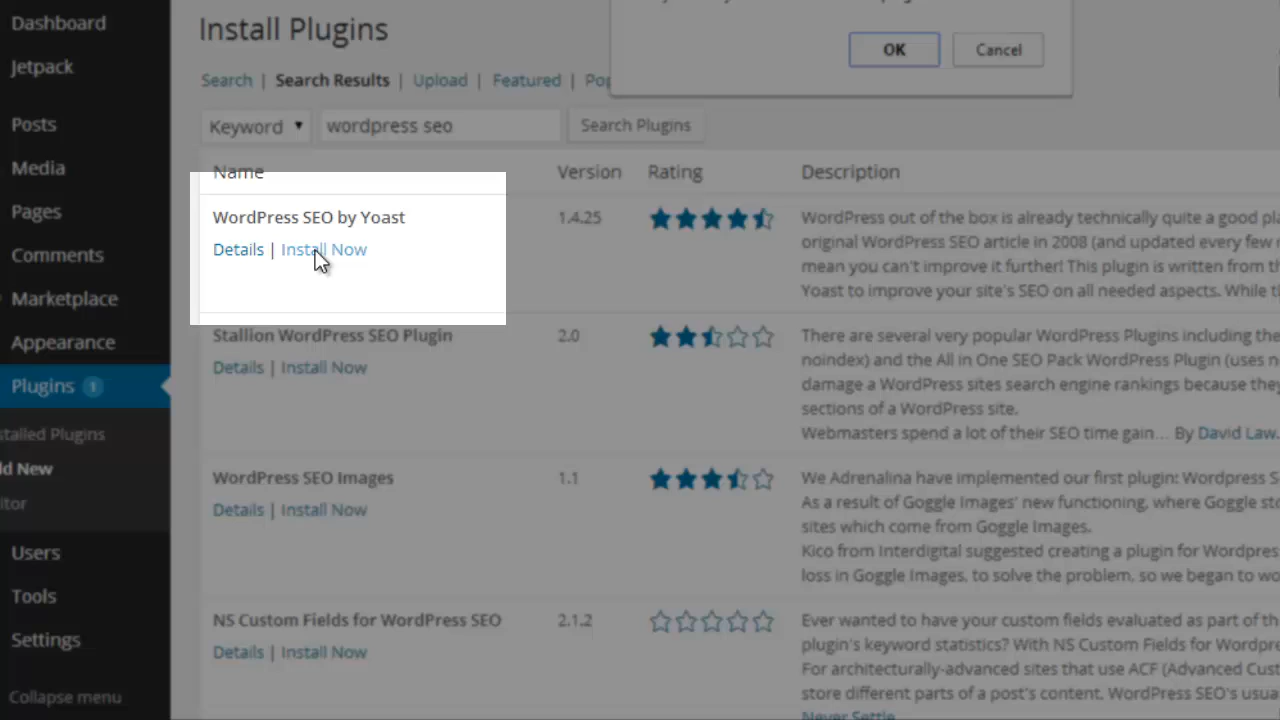 Dashboard
Jetpack
Posts
Media
Pages
Comments
Marketplace
Appearance
Plugins 1
stalled Plugins
dd New
itor
Users
Tools
Settings
Collapse menu
Install Plugins
OK Cancel
Search | Search Results | Upload | Featured | Pop
Keyword wordpress seo Search Plugins
Name Version Rating Description
WordPress SEO by Yoast 1.4.25
Details | Install Now
WordPress out of the box is already technically quite a good pla
original WordPress SEO article in 2008 (and updated every few
mean you can't improve it further! This plugin is written from th
Yoast to improve your site's SEO on all needed aspects. While th
Stallion WordPress SEO Plugin 2.0
Details | Install Now
There are several very popular WordPress Plugins including the
noindex) and the All in One SEO Pack WordPress Plugin (uses n
damage a WordPress sites search engine rankings because they
sections of a WordPress site.
Webmasters spend a lot of their SEO time gain... By David Law.
WordPress SEO Images 1.1
Details | Install Now
We Adrenalina have implemented our first plugin: Wordpress S
As a result of Goggle Images' new functioning, where Goggle sto
sites which come from Goggle Images.
Kico from Interdigital suggested creating a plugin for Wordpres
loss in Goggle Images, to solve the problem, so we began to wo
NS Custom Fields for WordPress SEO 2.1.2
Details | Install Now
Ever wanted to have your custom fields evaluated as part of th
plugin's keyword statistics? With NS Custom Fields for Wordpre
For architecturally-advanced sites that use ACF (Advanced Cust
store different parts of a post's content, WordPress SEO's usua
Never Settle